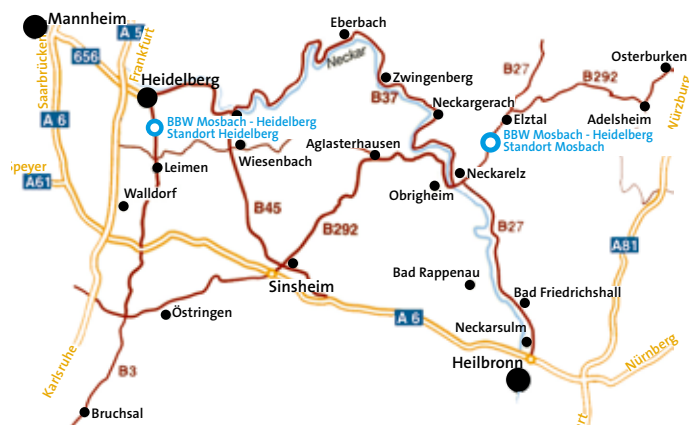 Mannheim
A 5
Eberbach
656
Frankfurt
Saarbrücken
Neckar
B27
Osterburken
Heidelberg
Zwingenberg
B292
B37
Neckargerach
Elztal
Adelsheim
Nürzburg
A 6
BBW Mosbach - Heidelberg
Standort Heidelberg
BBW Mosbach - Heidelberg
Standort Mosbach
Wiesenbach
Aglasterhausen
Speyer
Leimen
Neckarelz
A61
Walldorf
Obrigheim
B45
B292
B27
A81
Bad Rappenau
Sinsheim
Bad Friedrichshall
Östringen
A 6
Neckarsulm
Heilbronn
Nürnberg
Karlsruhe
B3
Bruchsal